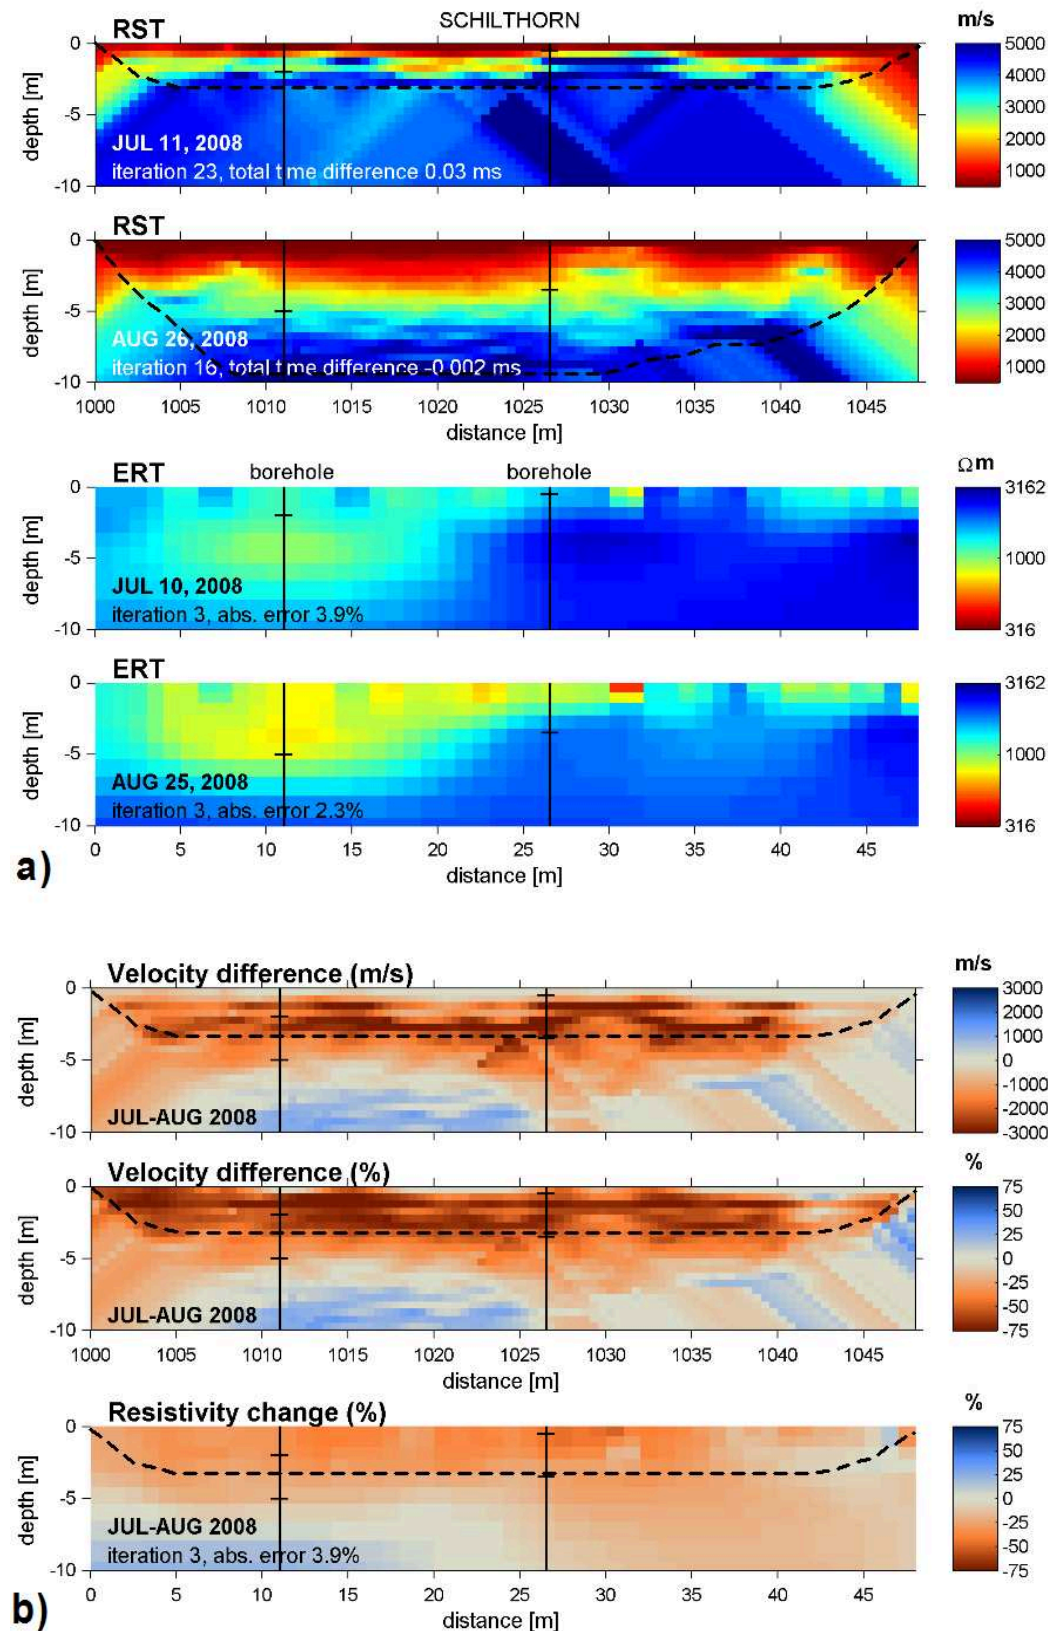 SCHILTHORN
RST
m/s
0
-5
-10
depth [m]
JUL 11, 2008
iteration 23, total time difference 0.03 ms
5000
4000
3000
2000
1000
RST
0
-5
-10
depth [m]
AUG 26, 2008
iteration 16, total time difference -0.002 ms
5000
4000
3000
2000
1000
1000 1005 1010 1015 1020 1025 1030 1035 1040 1045
distance [m]
ERT
borehole borehole
Ωm
0
-5
-10
depth [m]
JUL 10, 2008
iteration 3, abs. error 3.9%
3162
1000
316
ERT
0
-5
-10
depth [m]
AUG 25, 2008
iteration 3, abs. error 2.3%
3162
1000
316
0 5 10 15 20 25 30 35 40 45
distance [m]
a)
Velocity difference (m/s)
m/s
0
-5
-10
depth [m]
JUL-AUG 2008
3000
2000
1000
0
-1000
-2000
-3000
Velocity difference (%)
%
0
-5
-10
depth [m]
JUL-AUG 2008
75
50
25
0
-25
-50
-75
1000 1005 1010 1015 1020 1025 1030 1035 1040 1045
distance [m]
Resistivity change (%)
%
0
-5
-10
depth [m]
JUL-AUG 2008
iteration 3, abs. error 3.9%
75
50
25
0
-25
-50
-75
0 5 10 15 20 25 30 35 40 45
distance [m]
b)